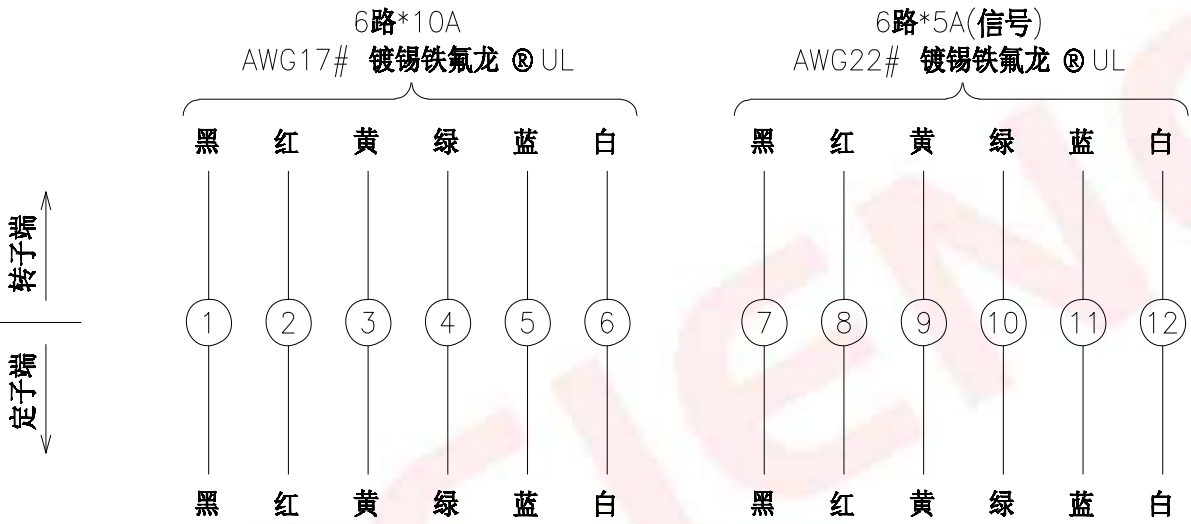 6路*10A
AWG17# 镀锡铁氟龙 ® UL
6路*5A(信号)
AWG22# 镀锡铁氟龙 ® UL
黑 红 黄 绿 蓝 白 黑 红 黄 绿 蓝 白
转子端
1 2 3 4 5 6 7 8 9 10 11 12
定子端
黑 红 黄 绿 蓝 白 黑 红 黄 绿 蓝 白